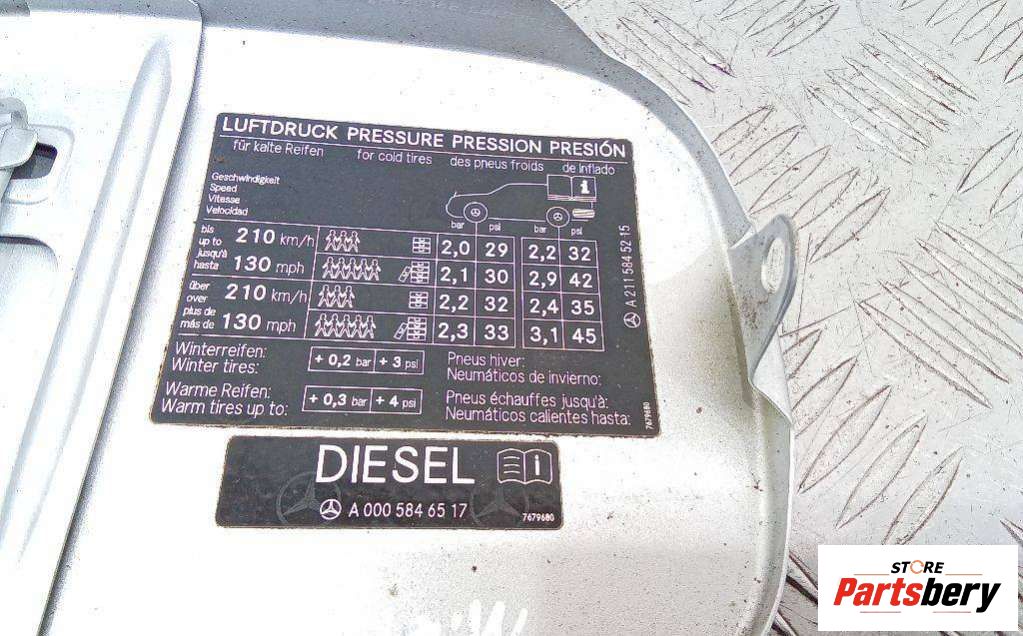 LUFTDRUCK PRESSURE PRESSION PRESIÓN
für kalte Reifen for cold tires des pneus froids de inflado
Geschwindigkeit
Speed
Vitesse
Velocidad
bar psi bar psi
bis
up to
jusqu'à
hasta
210 km/h
130 mph
2,0 29 2,2 32
2,1 30 2,9 42
über
over
plus de
más de
210 km/h
130 mph
2,2 32 2,4 35
2,3 33 3,1 45
Winterreifen:
Winter tires:
+ 0,2 bar + 3 psi
Pneus hiver:
Neumáticos de invierno:
Warme Reifen:
Warm tires up to:
+ 0,3 bar + 4 psi
Pneus échauffes jusqu'à:
Neumáticos calientes hasta:
A 211 584 52 15
7679680
DIESEL
A 000 584 65 17
7679680
STORE
Partsbery